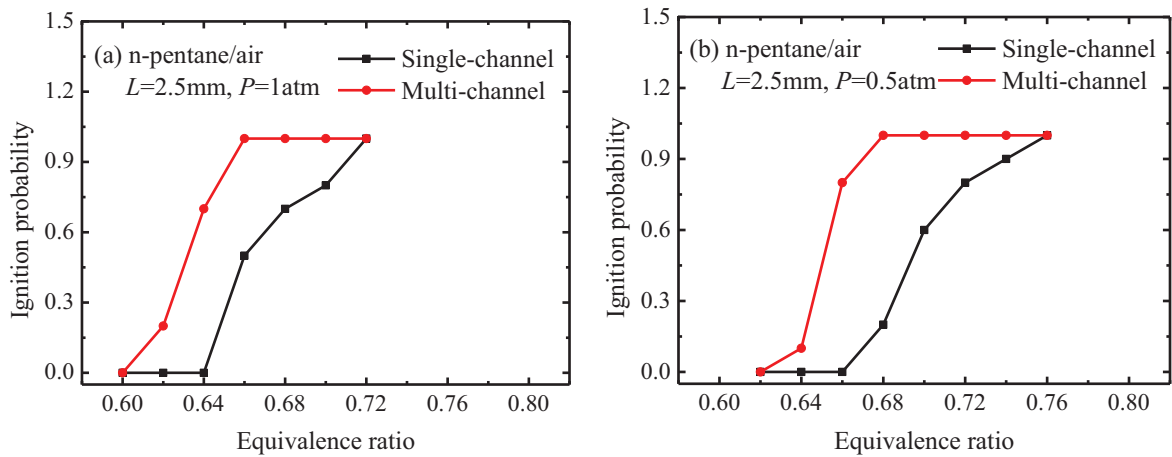 (a) n-pentane/air
L=2.5mm, P=1atm
Single-channel
Multi-channel
1.5
1.2
0.9
0.6
0.3
0.0
Ignition probability
0.60 0.64 0.68 0.72 0.76 0.80
Equivalence ratio
(b) n-pentane/air
L=2.5mm, P=0.5atm
Single-channel
Multi-channel
1.5
1.2
0.9
0.6
0.3
0.0
Ignition probability
0.60 0.64 0.68 0.72 0.76 0.80
Equivalence ratio